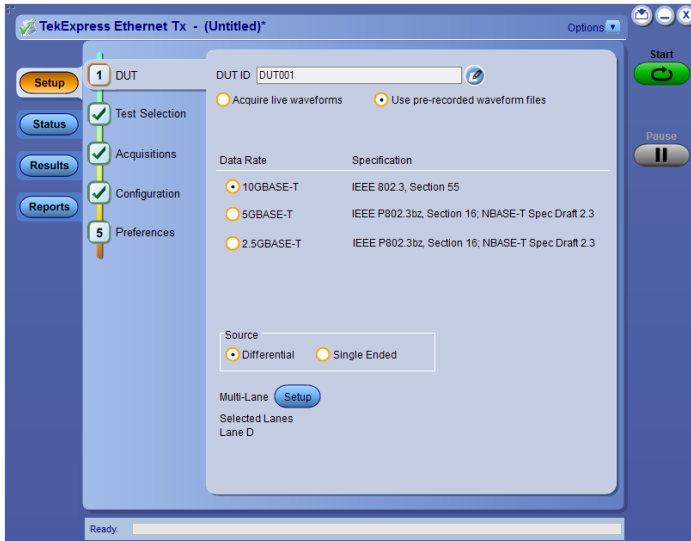 TekExpress Ethernet Tx - (Untitled)*
Options
Start
Pause
Setup
Status
Results
Reports
1 DUT
Test Selection
Acquisitions
Configuration
5 Preferences
DUT ID DUT001
Acquire live waveforms Use pre-recorded waveform files
Data Rate Specification
10GBASE-T IEEE 802.3, Section 55
5GBASE-T IEEE P802.3bz, Section 16; NBASE-T Spec Draft 2.3
2.5GBASE-T IEEE P802.3bz, Section 16; NBASE-T Spec Draft 2.3
Source
Differential Single Ended
Multi-Lane Setup
Selected Lanes
Lane D
Ready.